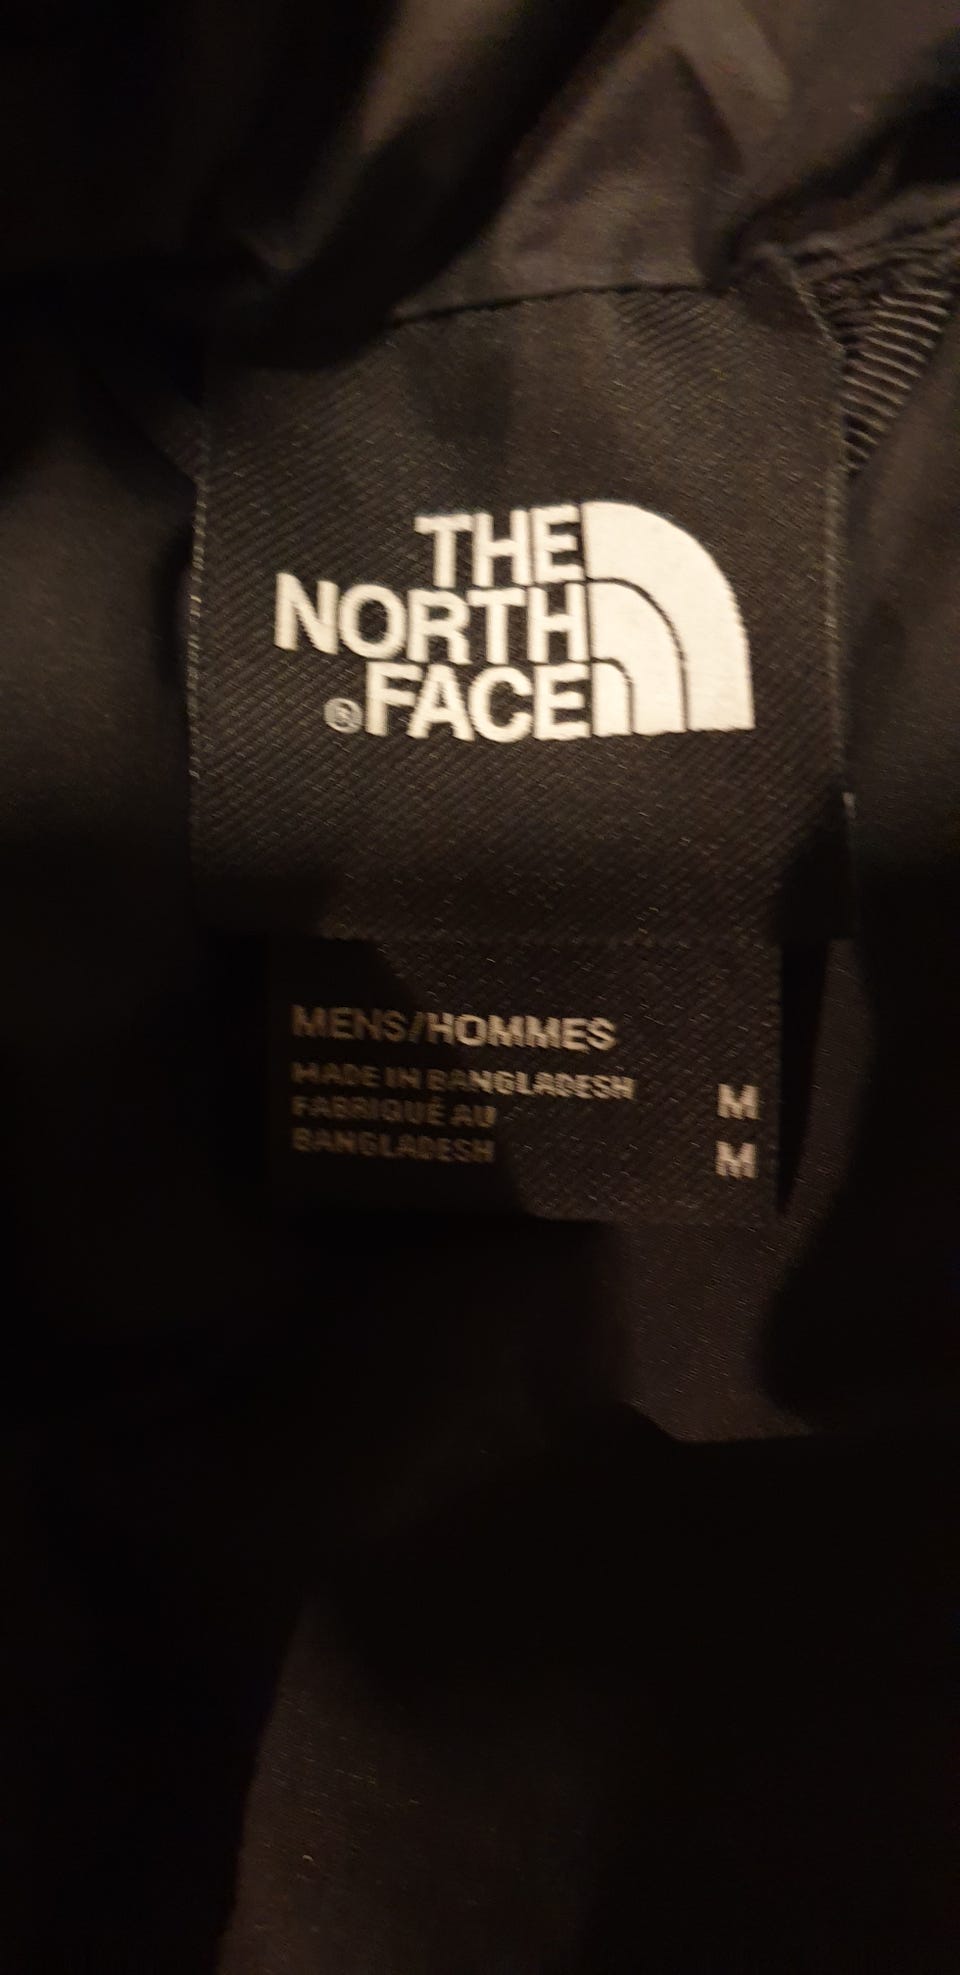 THE
NORTH
®FACE
MENS/HOMMES
MADE IN BANGLADESH
FABRIQUÉ AU
BANGLADESH
M
M